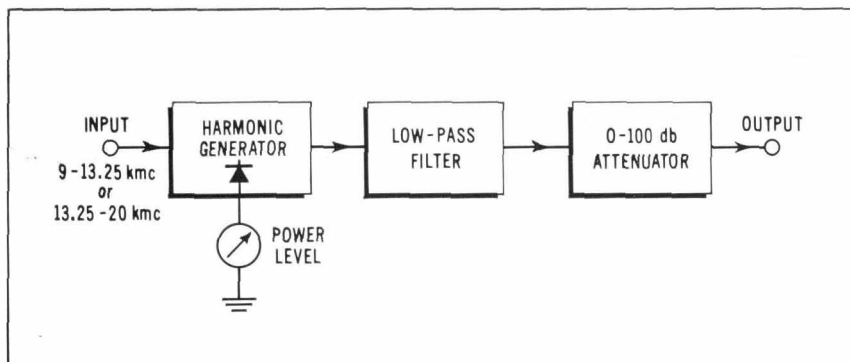 INPUT
9-13.25 kmc
or
13.25-20 kmc
HARMONIC
GENERATOR
POWER
LEVEL
LOW-PASS
FILTER
0-100 db
ATTENUATOR
OUTPUT